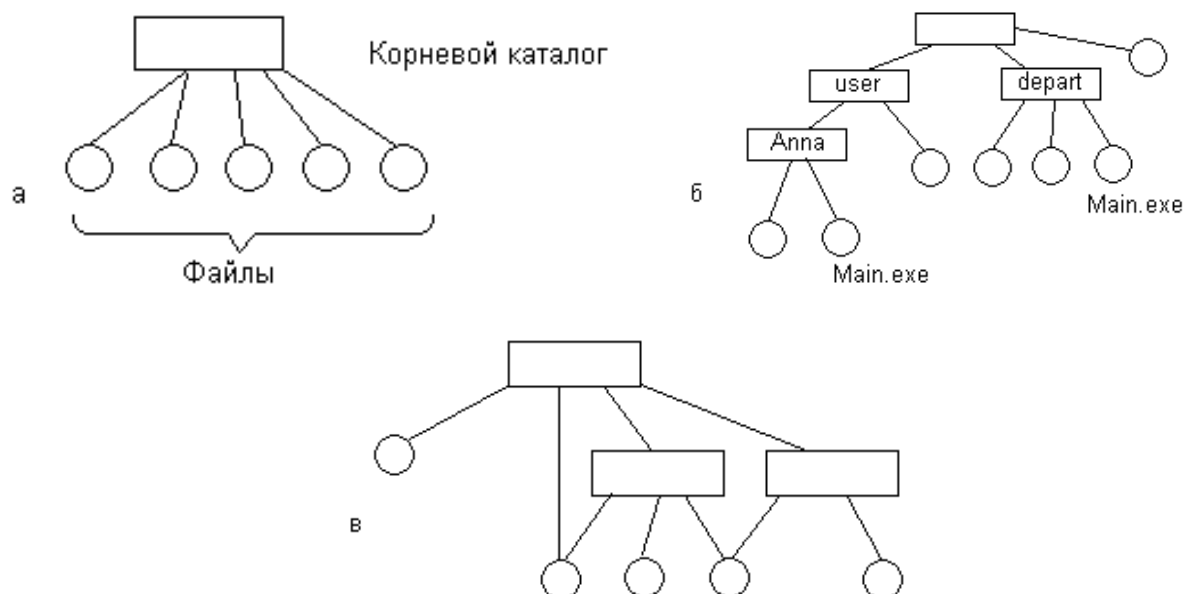 Корневой каталог
а
Файлы
user
depart
Anna
б
Main.exe
Main.exe
в